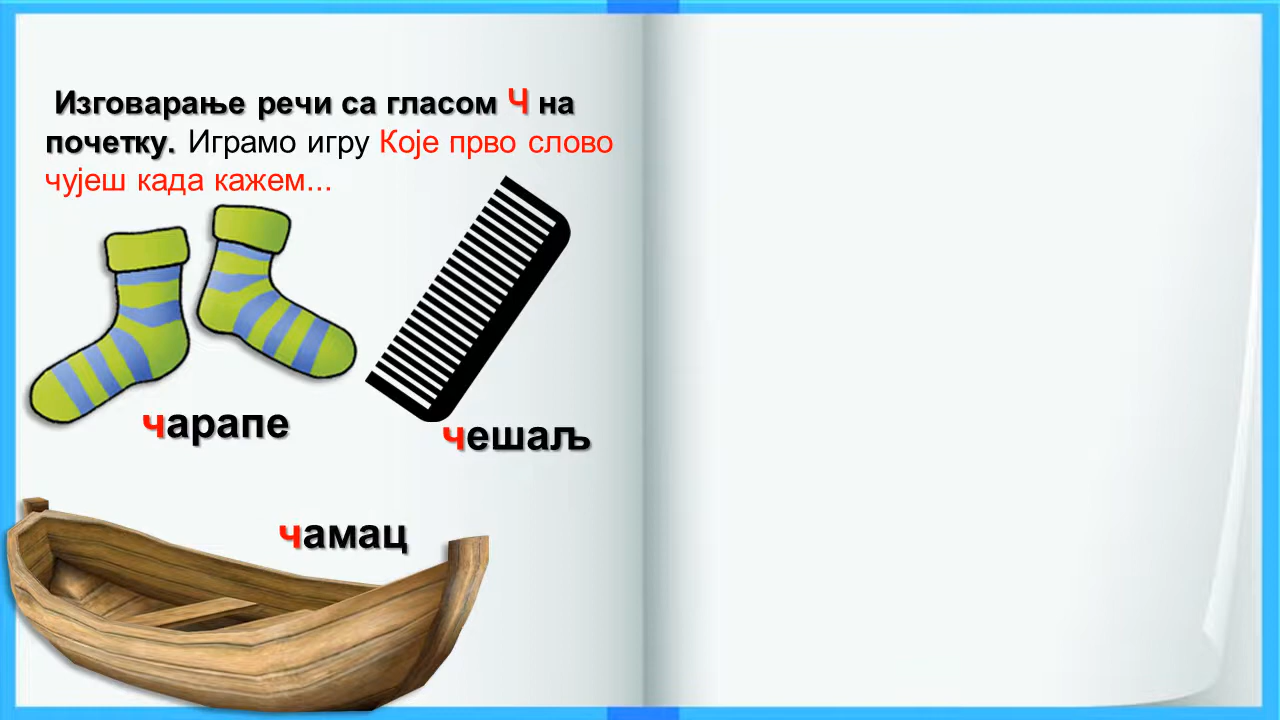 Изговарање речи са гласом Ч на
почетку. Играмо игру Које прво слово
чујеш када кажем...
чарапе
чешаљ
чамац